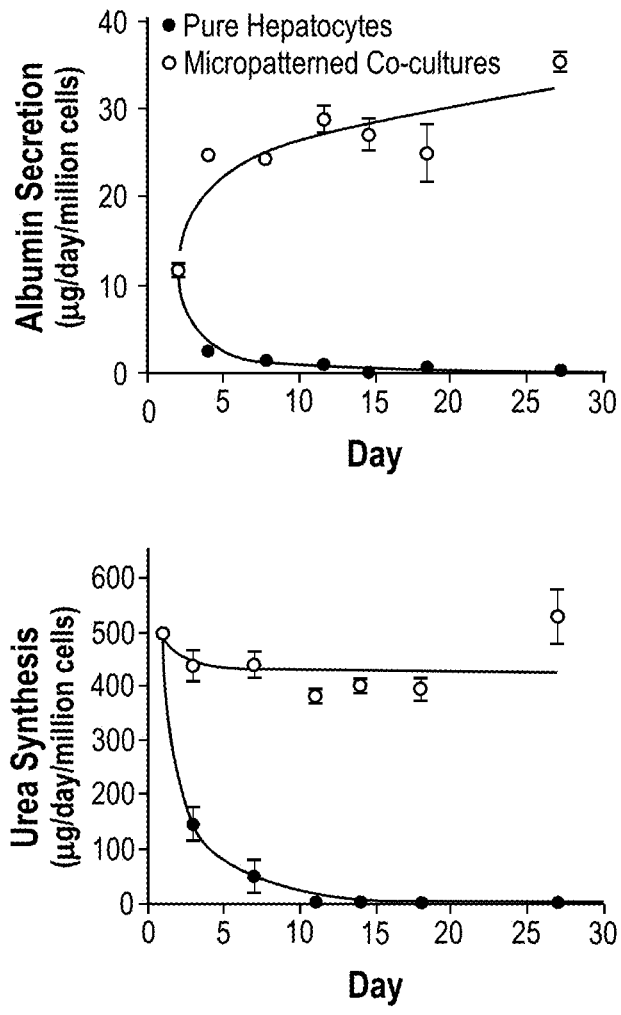 40
Pure Hepatocytes
Micropatterned Co-cultures
30
20
10
0
Albumin Secretion
(μg/day/million cells)
0 5 10 15 20 25 30
Day
600
500
400
300
200
100
0
Urea Synthesis
(μg/day/million cells)
0 5 10 15 20 25 30
Day